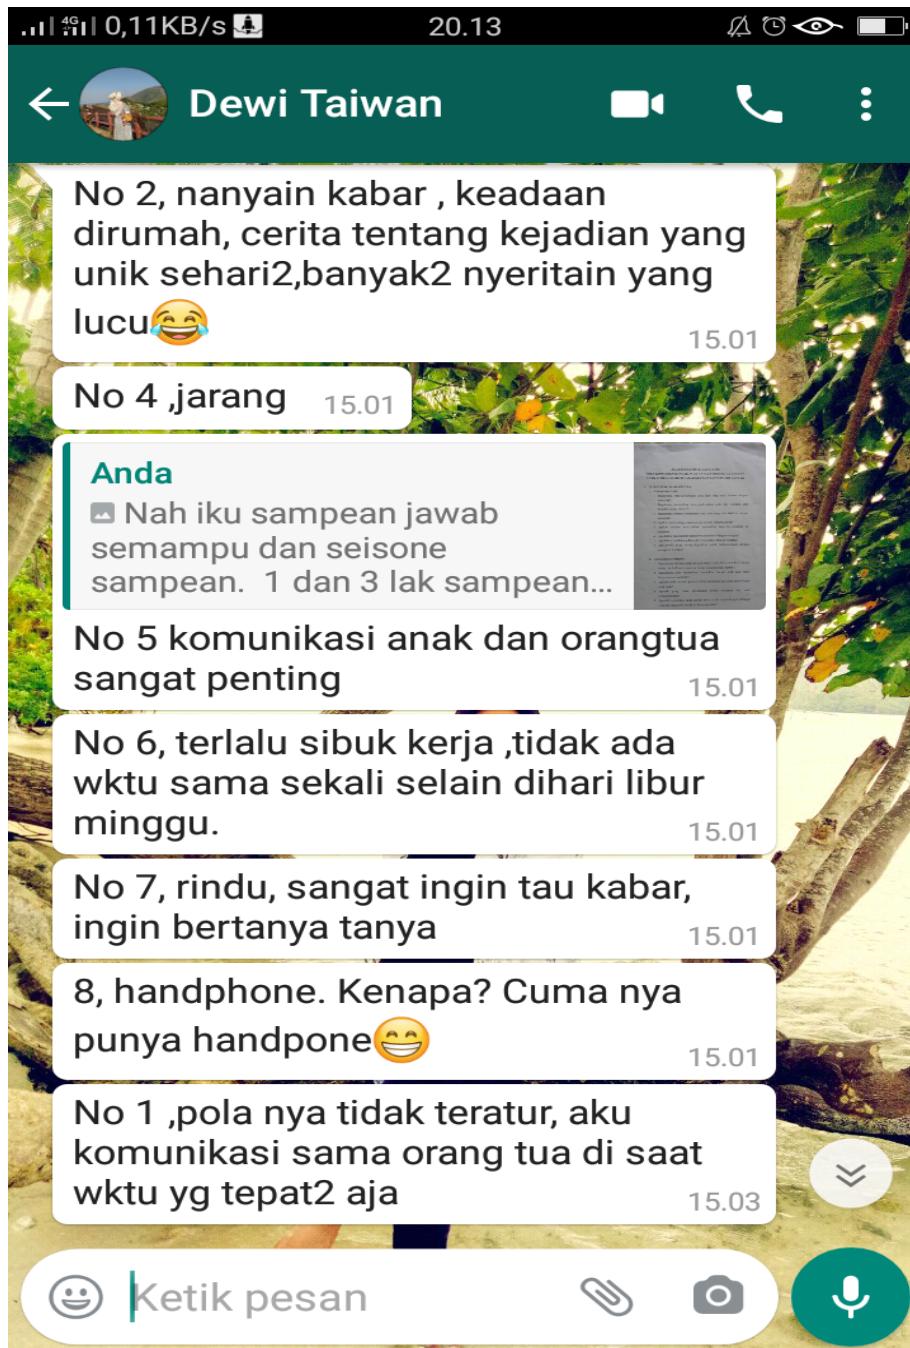 4G 0,11KB/s 20.13
Dewi Taiwan
No 2, nanyain kabar , keadaan
dirumah, cerita tentang kejadian yang
unik sehari2,banyak2 nyeritain yang
lucu😂
15.01
No 4 ,jarang 15.01
Anda
Nah iku sampean jawab
semampu dan seisone
sampean. 1 dan 3 lak sampean...
No 5 komunikasi anak dan orangtua
sangat penting 15.01
No 6, terlalu sibuk kerja ,tidak ada
wktu sama sekali selain dihari libur
minggu. 15.01
No 7, rindu, sangat ingin tau kabar,
ingin bertanya tanya 15.01
8, handphone. Kenapa? Cuma nya
punya handpone😁 15.01
No 1 ,pola nya tidak teratur, aku
komunikasi sama orang tua di saat
wktu yg tepat2 aja 15.03
Ketik pesan